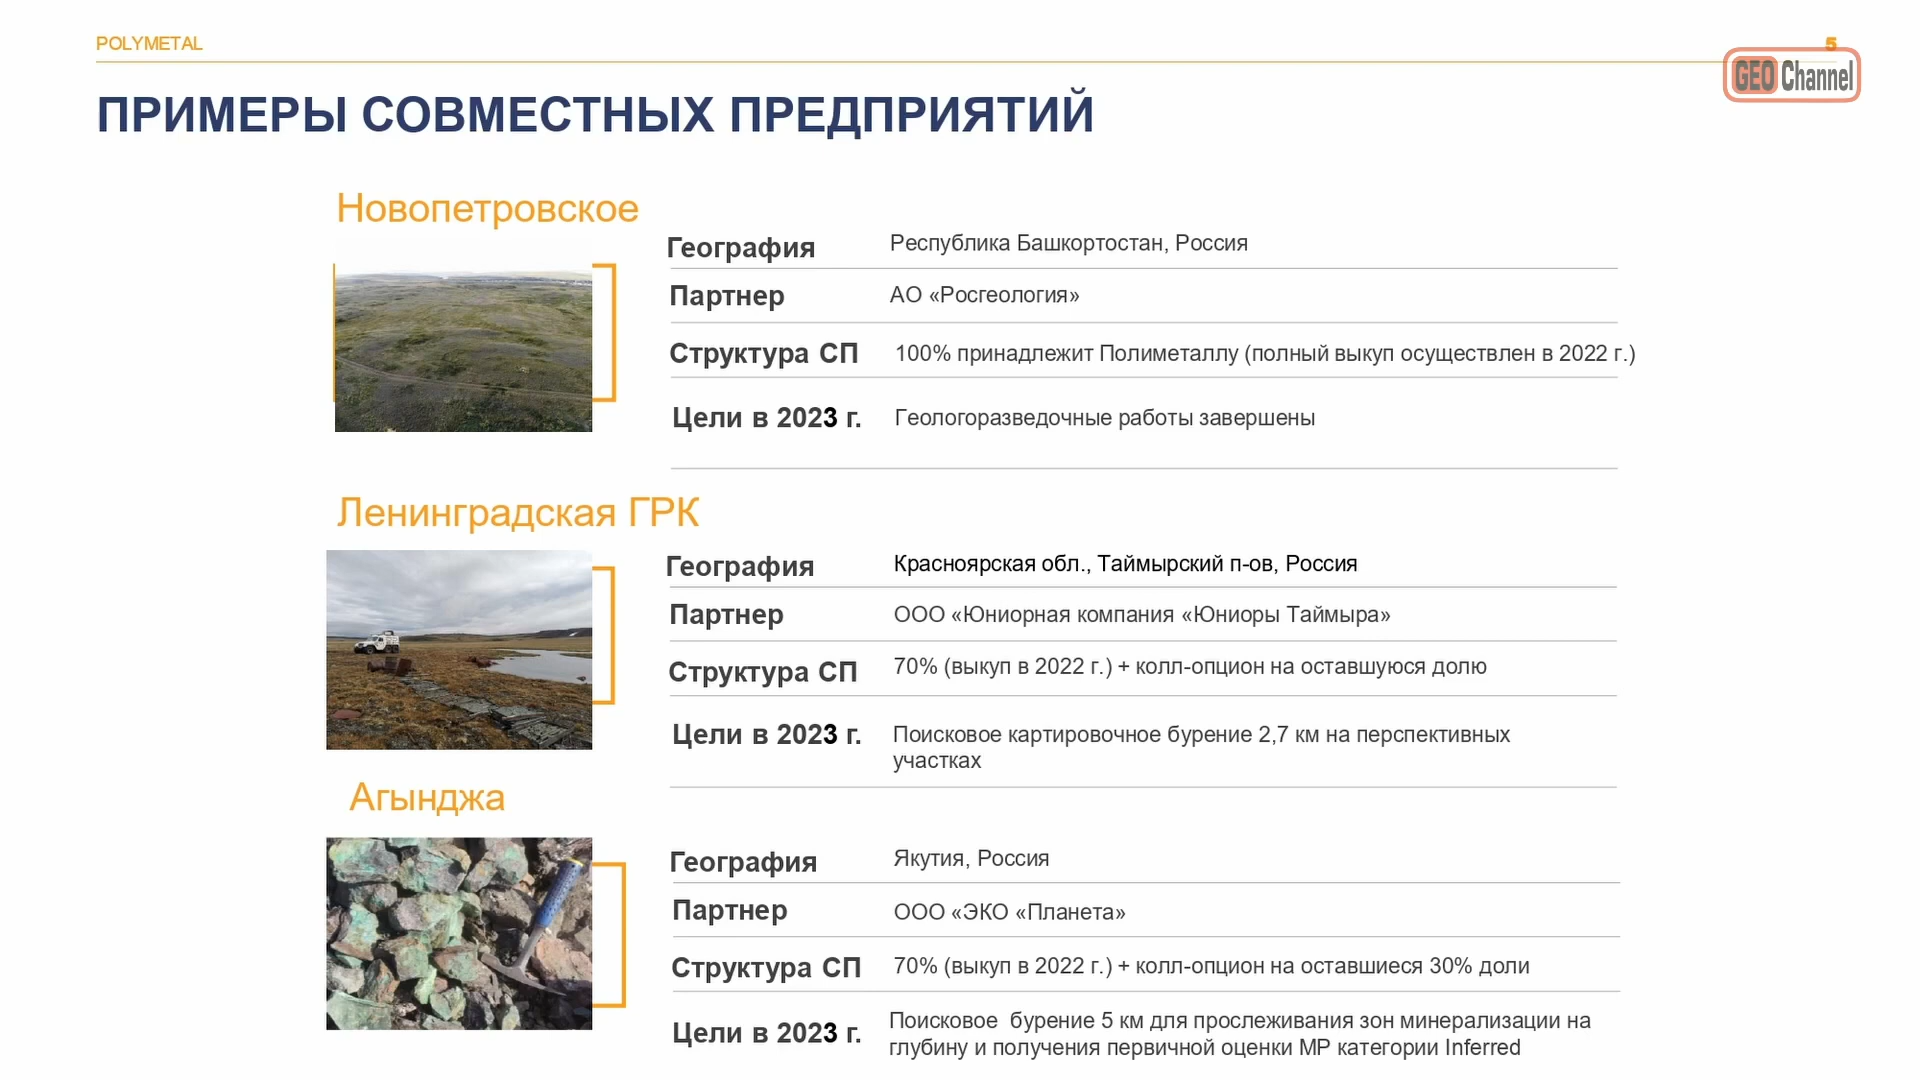 POLYMETAL
5
GEO Channel
ПРИМЕРЫ СОВМЕСТНЫХ ПРЕДПРИЯТИЙ
Новопетровское
География Республика Башкортостан, Россия
Партнер АО «Росгеология»
Структура СП 100% принадлежит Полиметаллу (полный выкуп осуществлен в 2022 г.)
Цели в 2023 г. Геологоразведочные работы завершены
Ленинградская ГРК
География Красноярская обл., Таймырский п-ов, Россия
Партнер ООО «Юниорная компания «Юниоры Таймыра»
Структура СП 70% (выкуп в 2022 г.) + колл-опцион на оставшуюся долю
Цели в 2023 г. Поисковое картировочное бурение 2,7 км на перспективных
участках
Агынджа
География Якутия, Россия
Партнер ООО «ЭКО «Планета»
Структура СП 70% (выкуп в 2022 г.) + колл-опцион на оставшиеся 30% доли
Цели в 2023 г. Поисковое  бурение 5 км для прослеживания зон минерализации на
глубину и получения первичной оценки МР категории Inferred